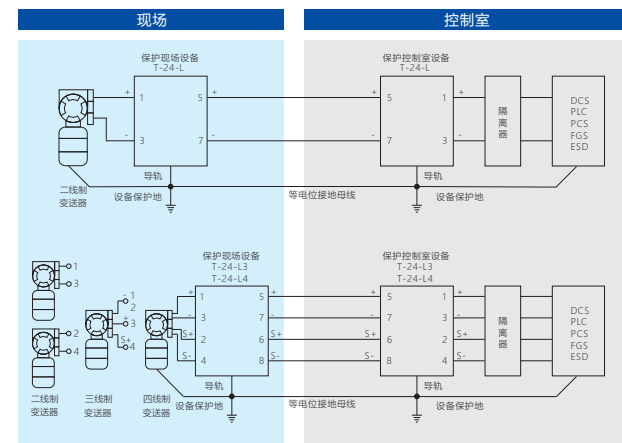 现场
控制室
保护现场设备
T-24-L
保护控制室设备
T-24-L
+ 1 5 +
- 3 7 -
+ 5 1 +
- 7 3 -
隔离器
DCS
PLC
PCS
FGS
ESD
导轨
导轨
二线制
变送器
设备保护地
等电位接地母线
设备保护地
保护现场设备
T-24-L3
T-24-L4
保护控制室设备
T-24-L3
T-24-L4
1
3
2
4
- 1
2
+ 3
S+ 4
+ 1 5 +
- 3 7 -
S+ 2 6 S+
S- 4 8 S-
+ 5 1 +
- 7 3 -
S+ 6 2 S+
S- 8 4 S-
隔离器
DCS
PLC
PCS
FGS
ESD
导轨
导轨
二线制
变送器
三线制
变送器
四线制
变送器
设备保护地
等电位接地母线
设备保护地